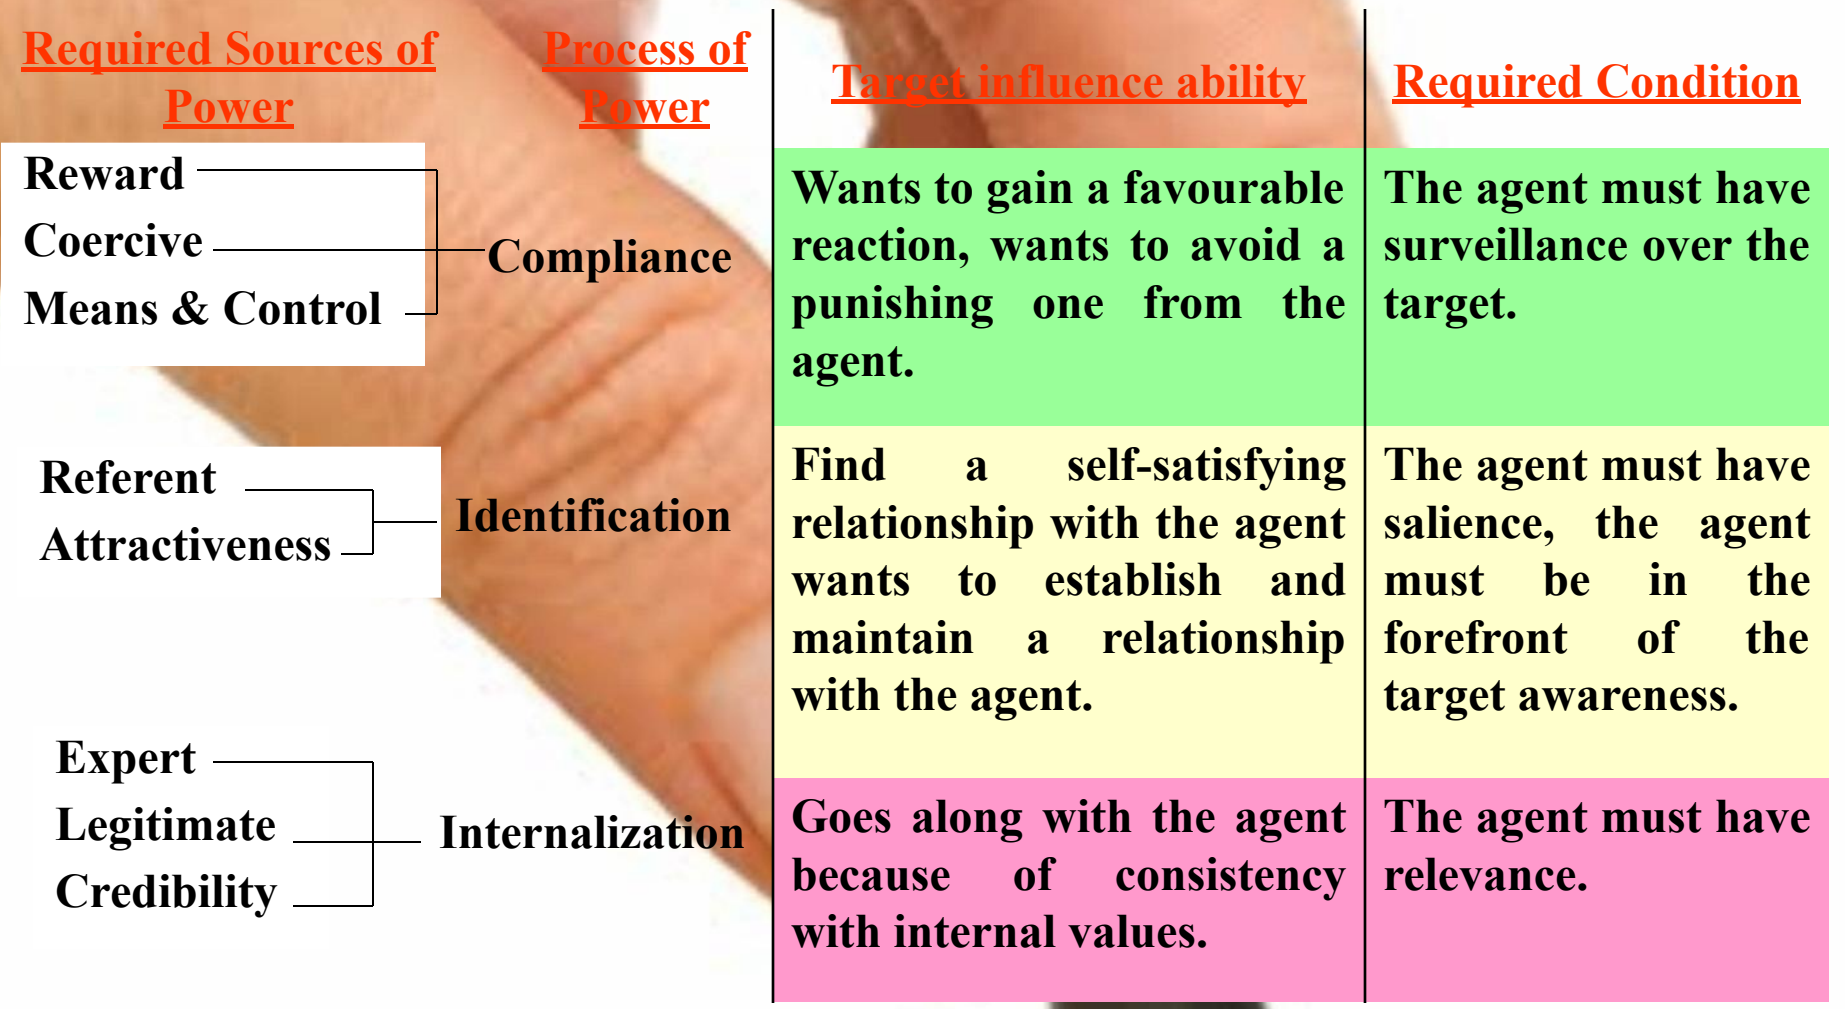 Required Sources of
Power
Process of
Power
Target influence ability
Required Condition
Reward
Coercive
Means & Control
Compliance
Wants to gain a favourable
reaction, wants to avoid a
punishing one from the
agent.
The agent must have
surveillance over the
target.
Referent
Attractiveness
Identification
Find a self-satisfying
relationship with the agent
wants to establish and
maintain a relationship
with the agent.
The agent must have
salience, the agent
must be in the
forefront of the
target awareness.
Expert
Legitimate
Credibility
Internalization
Goes along with the agent
because of consistency
with internal values.
The agent must have
relevance.